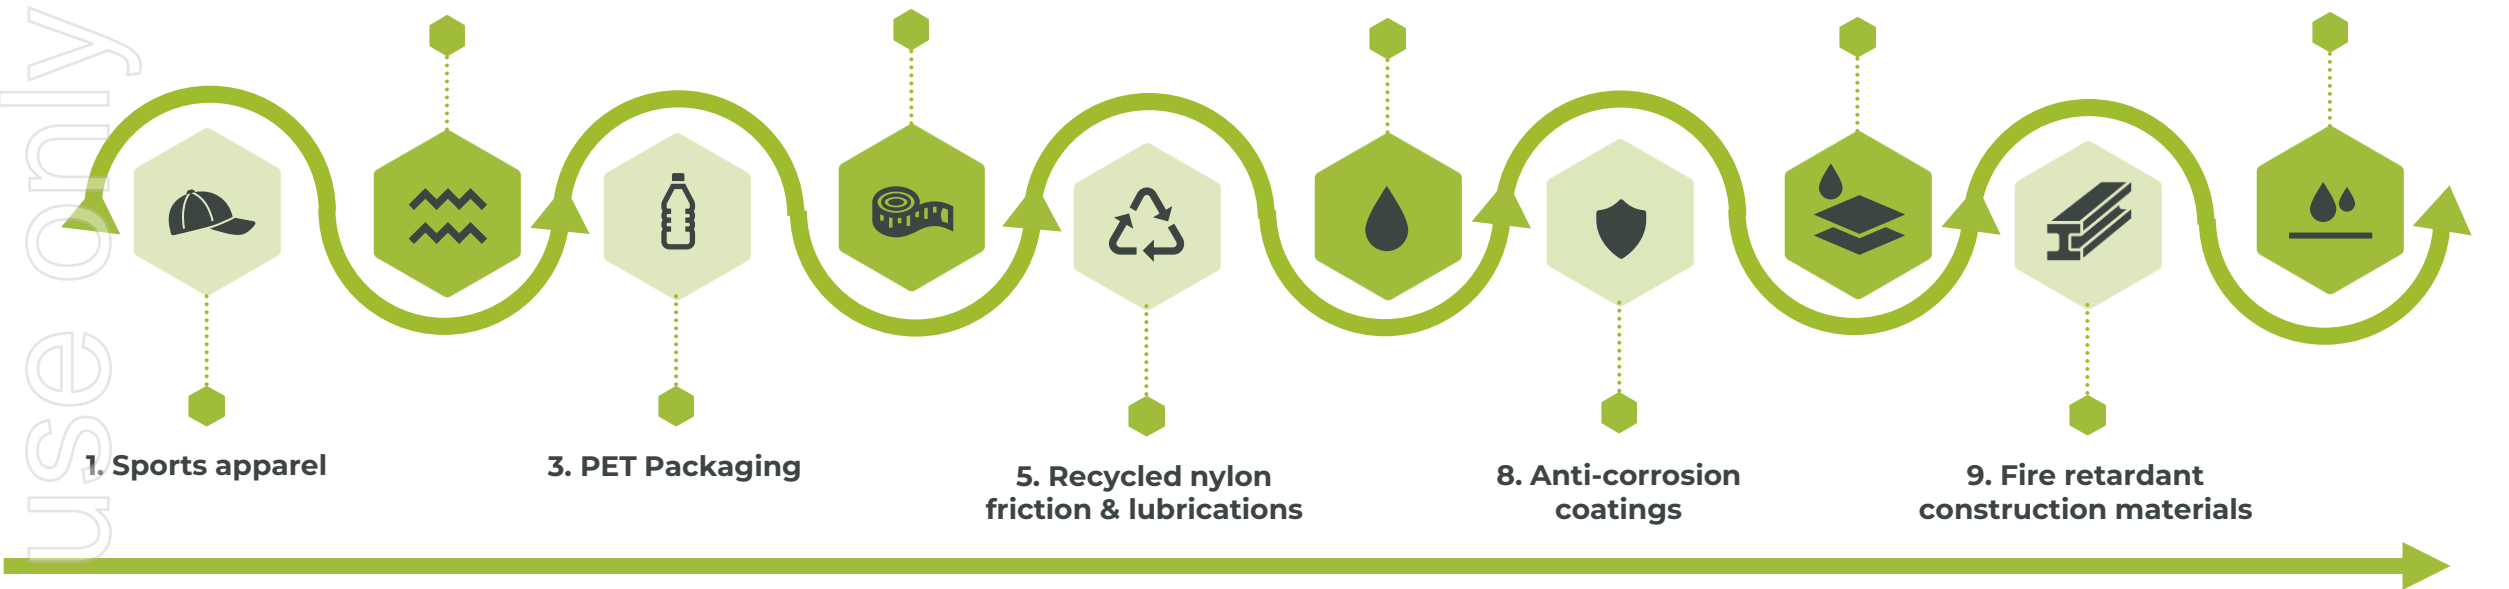 use only
1. Sports apparel
3. PET Packaging
5. Recycled nylon
friction & lubrications
8. Anti-corrosion
coatings
9. Fire retardant
construction materials